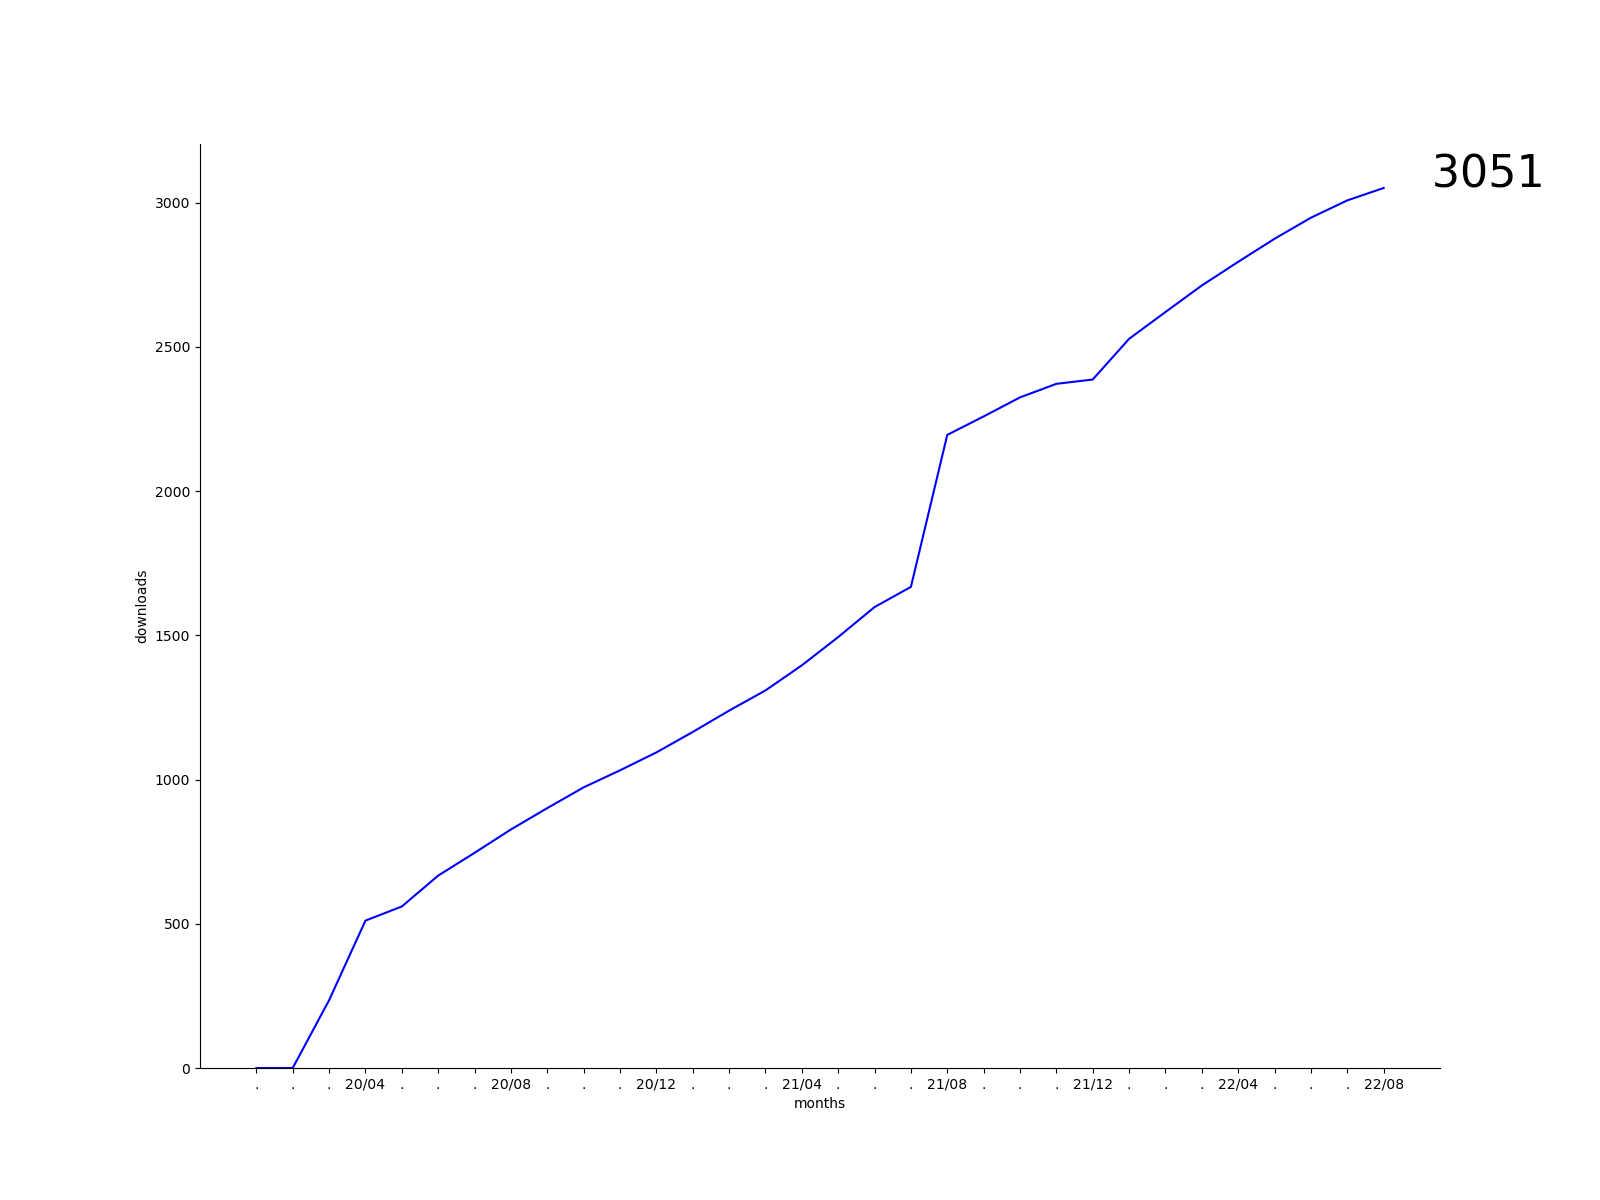 3051
3000
2500
2000
1500
1000
500
0
downloads
. . . 20/04 . . . 20/08 . . . 20/12 . . . 21/04 . . . 21/08 . . . 21/12 . . . 22/04 . . . 22/08
months